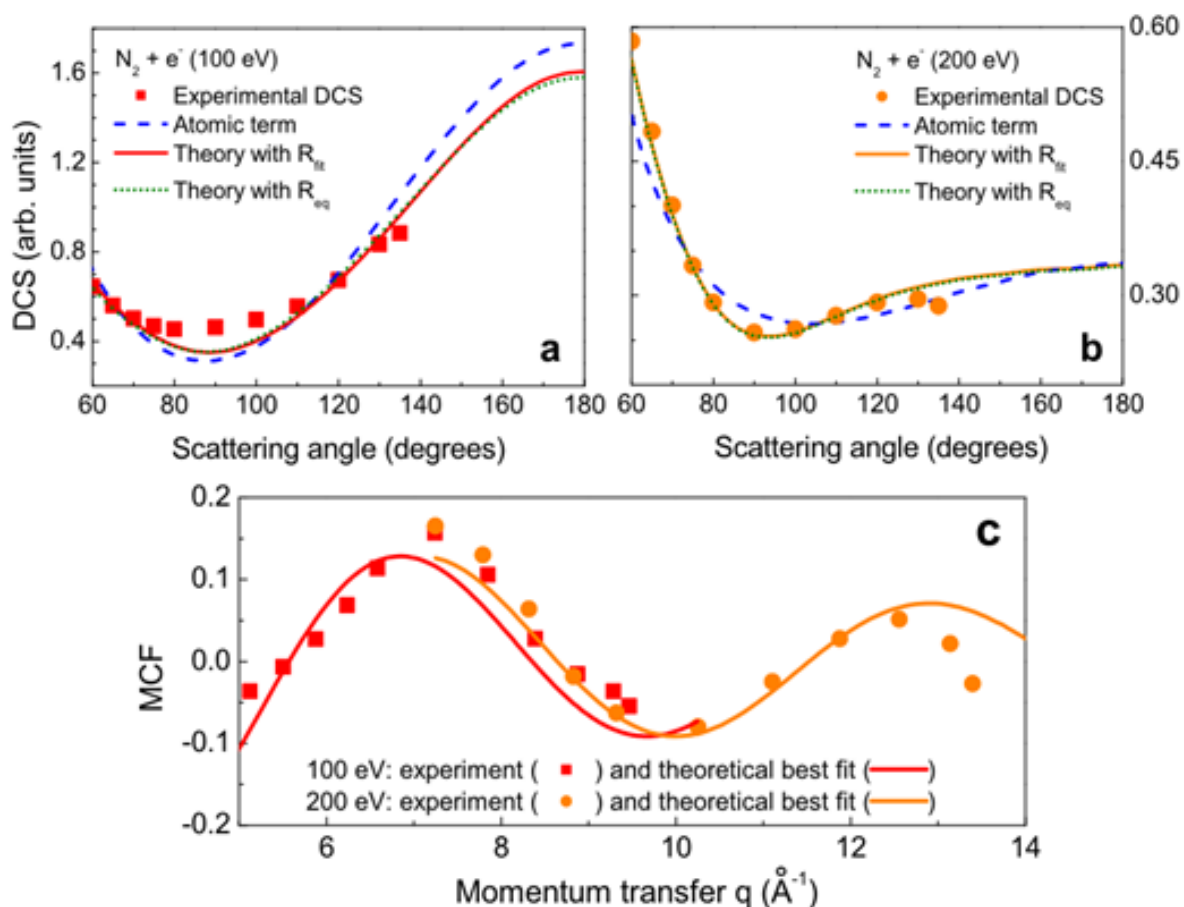 N₂ + e⁻ (100 eV)
Experimental DCS
Atomic term
Theory with R_fit
Theory with R_eq
1.6
1.2
0.8
0.4
DCS (arb. units)
a
60 80 100 120 140 160 180
Scattering angle (degrees)
N₂ + e⁻ (200 eV)
Experimental DCS
Atomic term
Theory with R_fit
Theory with R_eq
0.60
0.45
0.30
b
60 80 100 120 140 160 180
Scattering angle (degrees)
c
0.2
0.1
0.0
-0.1
-0.2
MCF
100 eV: experiment ( ) and theoretical best fit ( )
200 eV: experiment ( ) and theoretical best fit ( )
6 8 10 12 14
Momentum transfer q (Å⁻¹)